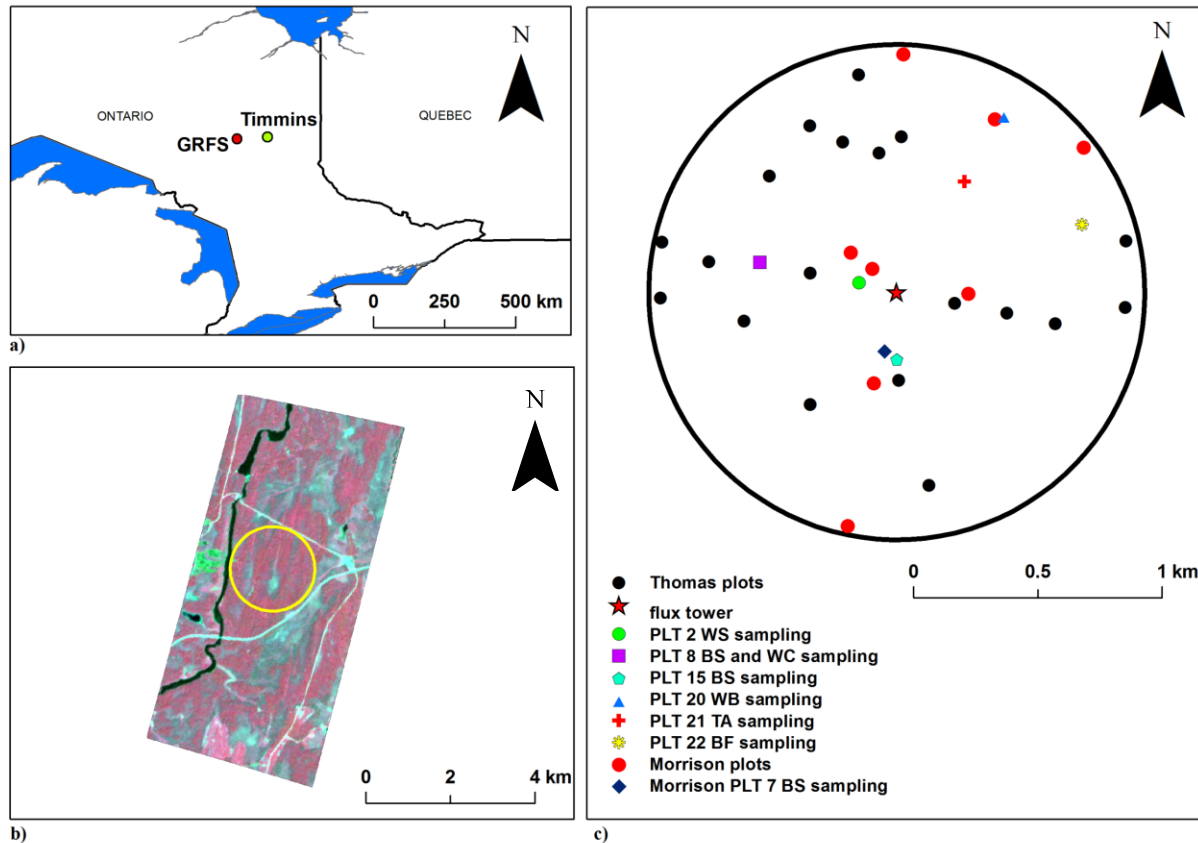 N
ONTARIO
QUEBEC
Timmins
GRFS
0 250 500 km
a)
N
0 2 4 km
b)
N
0 0.5 1 km
Thomas plots
flux tower
PLT 2 WS sampling
PLT 8 BS and WC sampling
PLT 15 BS sampling
PLT 20 WB sampling
PLT 21 TA sampling
PLT 22 BF sampling
Morrison plots
Morrison PLT 7 BS sampling
c)